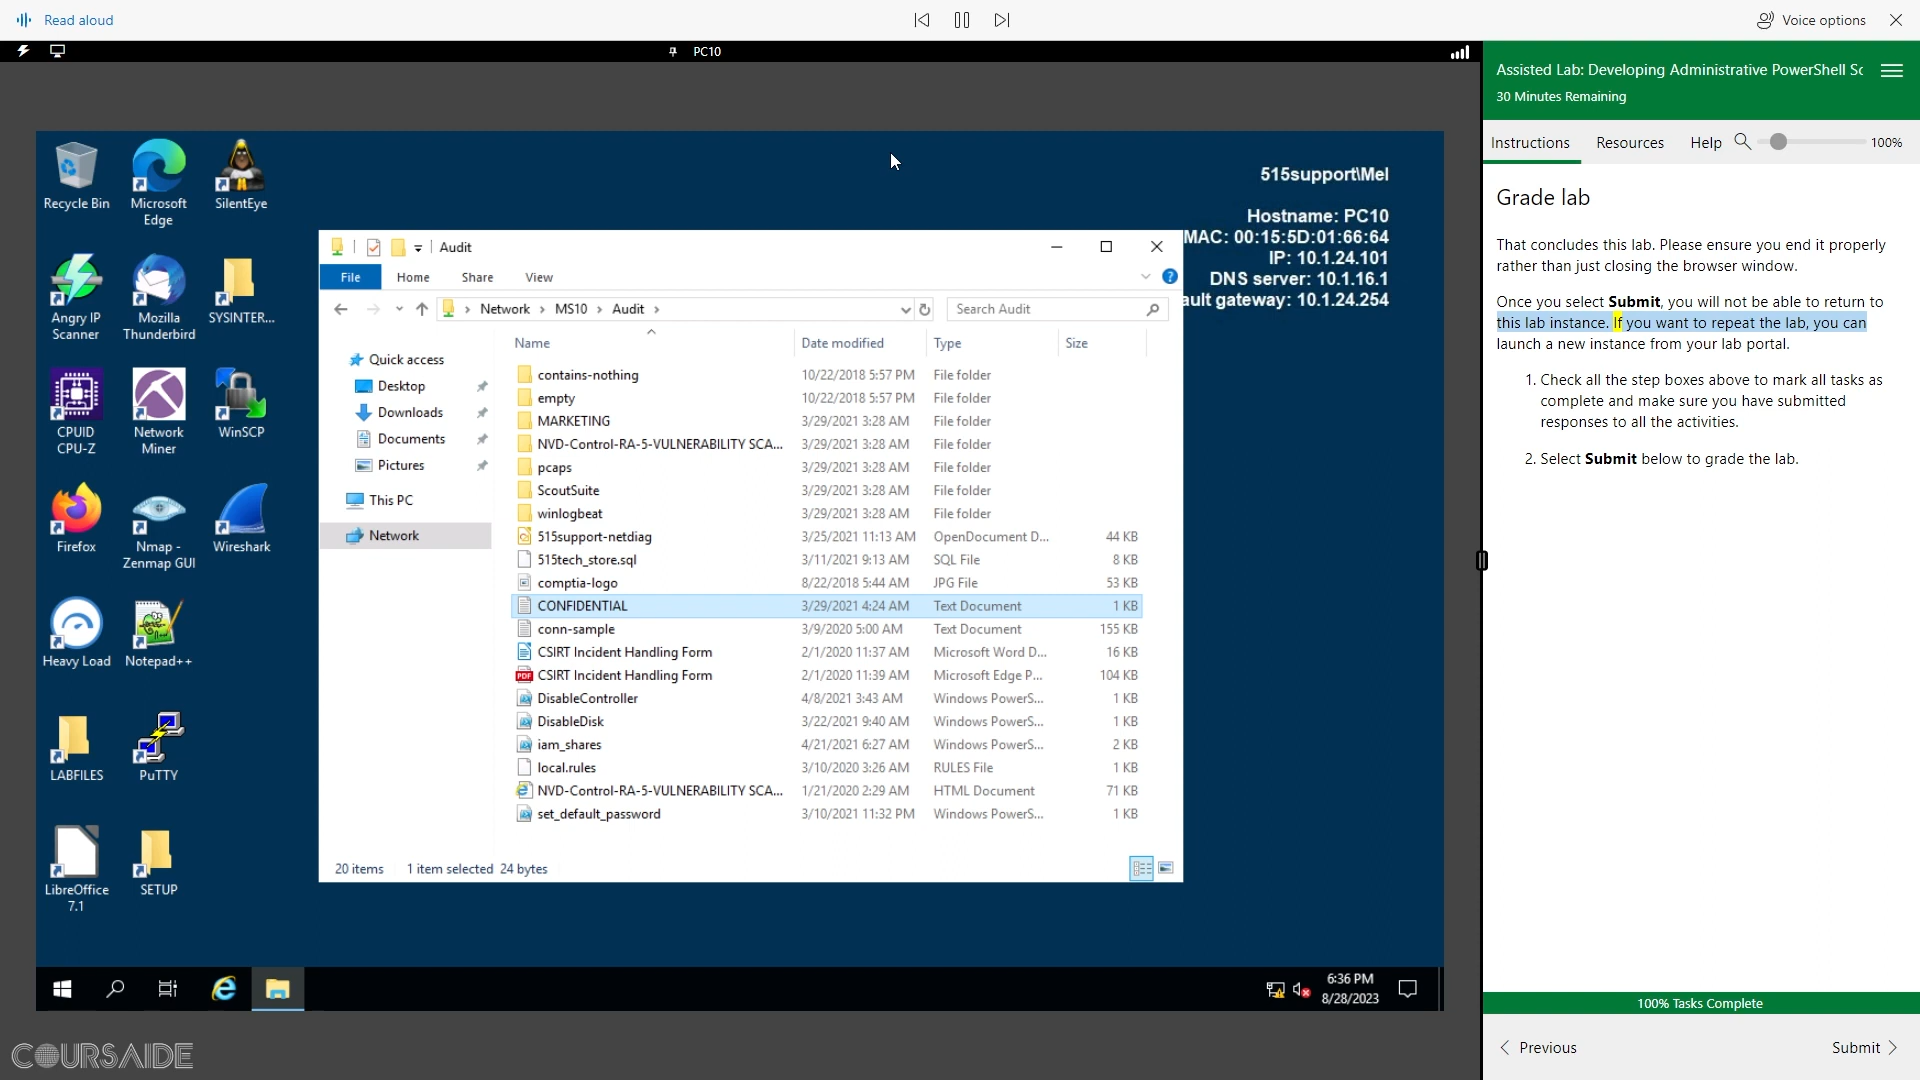 Read aloud
Voice options
PC10
Assisted Lab: Developing Administrative PowerShell Sc
30 Minutes Remaining
Instructions
Resources
Help
100%
Recycle Bin
Microsoft
Edge
SilentEye
Angry IP
Scanner
Mozilla
Thunderbird
SYSINTER...
CPUID
CPU-Z
Network
Miner
WinSCP
Firefox
Nmap -
Zenmap GUI
Wireshark
Heavy Load
Notepad++
LABFILES
PuTTY
LibreOffice
7.1
SETUP
515support\Mel
Hostname: PC10
MAC: 00:15:5D:01:66:64
IP: 10.1.24.101
DNS server: 10.1.16.1
ault gateway: 10.1.24.254
Audit
File Home Share View
Network > MS10 > Audit >
Search Audit
Quick access
Desktop
Downloads
Documents
Pictures
This PC
Network
Name Date modified Type Size
contains-nothing 10/22/2018 5:57 PM File folder
empty 10/22/2018 5:57 PM File folder
MARKETING 3/29/2021 3:28 AM File folder
NVD-Control-RA-5-VULNERABILITY SCA... 3/29/2021 3:28 AM File folder
pcaps 3/29/2021 3:28 AM File folder
ScoutSuite 3/29/2021 3:28 AM File folder
winlogbeat 3/29/2021 3:28 AM File folder
515support-netdiag 3/25/2021 11:13 AM OpenDocument D... 44 KB
515tech_store.sql 3/11/2021 9:13 AM SQL File 8 KB
comptia-logo 8/22/2018 5:44 AM JPG File 53 KB
CONFIDENTIAL 3/29/2021 4:24 AM Text Document 1 KB
conn-sample 3/9/2020 5:00 AM Text Document 155 KB
CSIRT Incident Handling Form 2/1/2020 11:37 AM Microsoft Word D... 16 KB
PDF CSIRT Incident Handling Form 2/1/2020 11:39 AM Microsoft Edge P... 104 KB
DisableController 4/8/2021 3:43 AM Windows PowerS... 1 KB
DisableDisk 3/22/2021 9:40 AM Windows PowerS... 1 KB
iam_shares 4/21/2021 6:27 AM Windows PowerS... 2 KB
local.rules 3/10/2020 3:26 AM RULES File 1 KB
NVD-Control-RA-5-VULNERABILITY SCA... 1/21/2020 2:29 AM HTML Document 71 KB
set_default_password 3/10/2021 11:32 PM Windows PowerS... 1 KB
20 items 1 item selected 24 bytes
6:36 PM
8/28/2023
COURSAIDE
Grade lab
That concludes this lab. Please ensure you end it properly
rather than just closing the browser window.
Once you select Submit, you will not be able to return to
this lab instance. If you want to repeat the lab, you can
launch a new instance from your lab portal.
1. Check all the step boxes above to mark all tasks as
complete and make sure you have submitted
responses to all the activities.
2. Select Submit below to grade the lab.
100% Tasks Complete
Previous
Submit